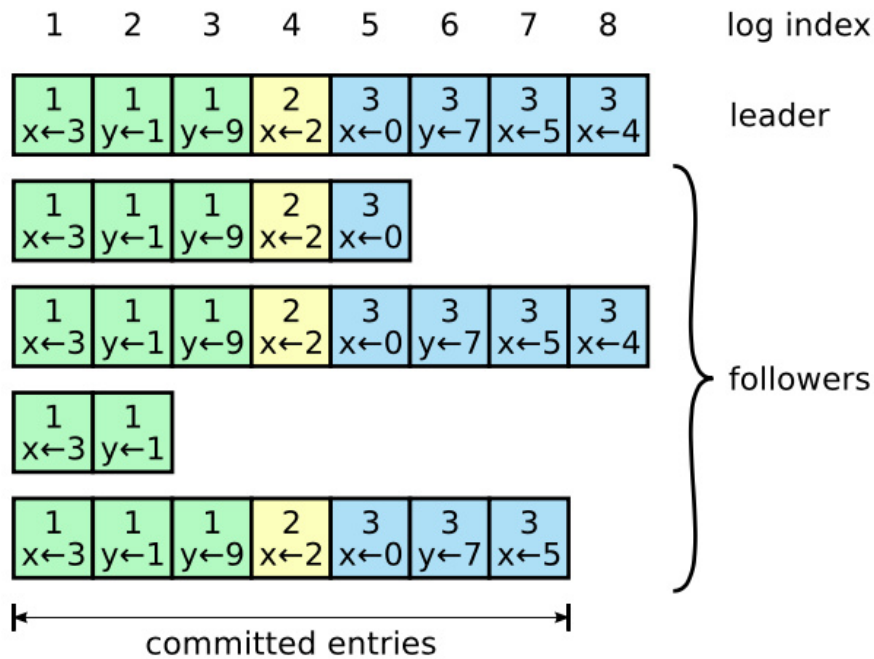 1 2 3 4 5 6 7 8 log index
1 1 1 2 3 3 3 3
x←3 y←1 y←9 x←2 x←0 y←7 x←5 x←4
leader
1 1 1 2 3
x←3 y←1 y←9 x←2 x←0
1 1 1 2 3 3 3 3
x←3 y←1 y←9 x←2 x←0 y←7 x←5 x←4
followers
1 1
x←3 y←1
1 1 1 2 3 3 3
x←3 y←1 y←9 x←2 x←0 y←7 x←5
committed entries